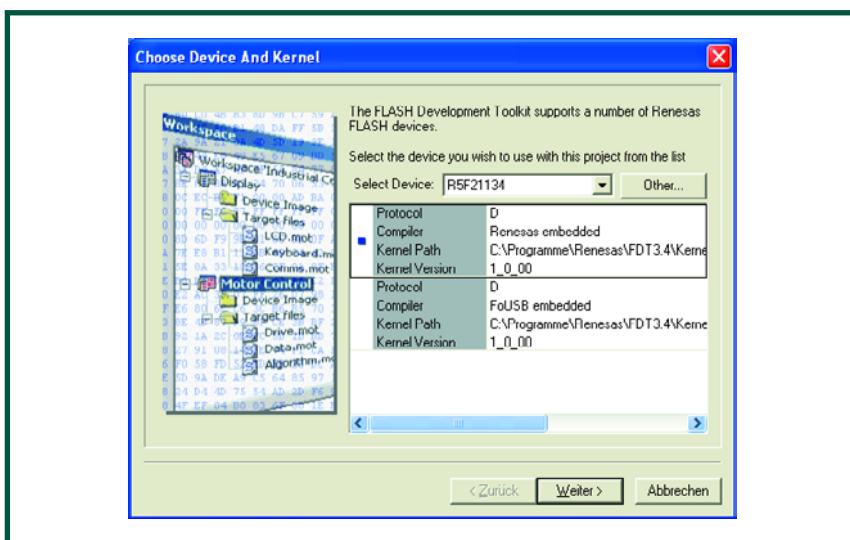 Choose Device And Kernel
Workspace
Workspace 'Industrial Co
Display
Device Image
Target files
LCD.mot
Keyboard.m
Comms.mot
Motor Control
Device Image
Target files
Drive.mot
Data.mot
Algorithm.m
The FLASH Development Toolkit supports a number of Renesas
FLASH devices.
Select the device you wish to use with this project from the list
Select Device: R5F21134 Other...
Protocol D
Compiler Renesas embedded
Kernel Path C:\Programme\Renesas\FDT3.4\Kerne
Kernel Version 1_0_00
Protocol D
Compiler FoUSB embedded
Kernel Path C:\Programme\Renesas\FDT3.4\Kerne
Kernel Version 1_0_00
< Zurück Weiter > Abbrechen